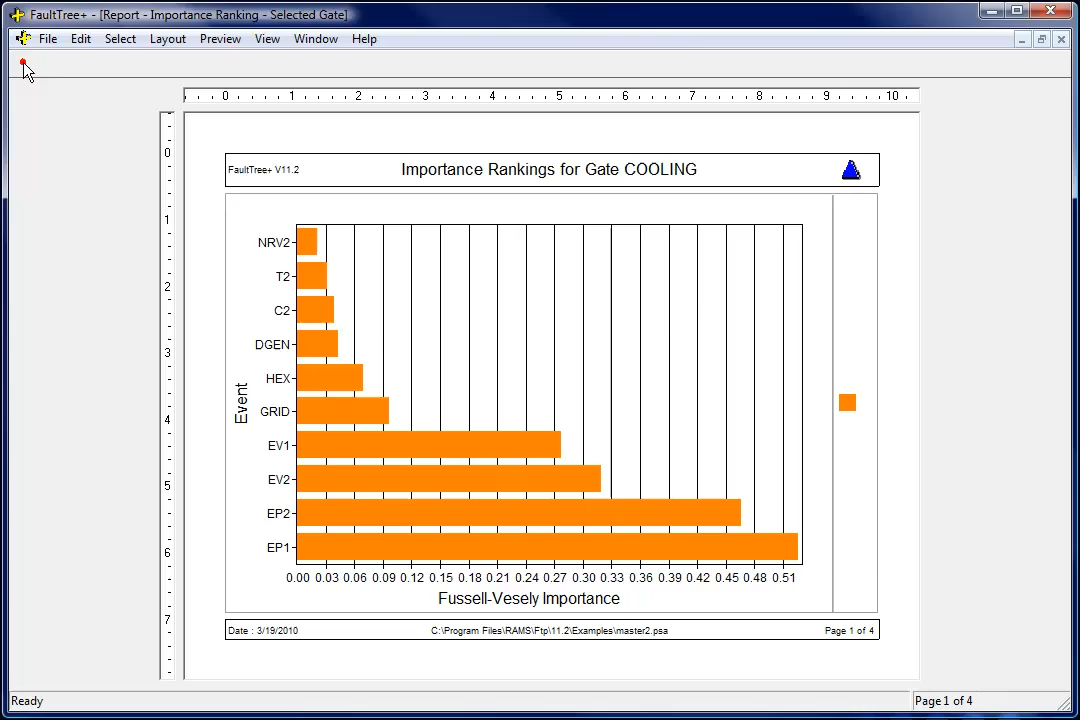 FaultTree+ - [Report - Importance Ranking - Selected Gate]
File Edit Select Layout Preview View Window Help
0 1 2 3 4 5 6 7 8 9 10
0
1
2
3
4
5
6
7
FaultTree+ V11.2 Importance Rankings for Gate COOLING
NRV2
T2
C2
DGEN
HEX
GRID
EV1
EV2
EP2
EP1
Event
0.00 0.03 0.06 0.09 0.12 0.15 0.18 0.21 0.24 0.27 0.30 0.33 0.36 0.39 0.42 0.45 0.48 0.51
Fussell-Vesely Importance
Date : 3/19/2010 C:\Program Files\RAMS\Ftp\11.2\Examples\master2.psa Page 1 of 4
Ready Page 1 of 4